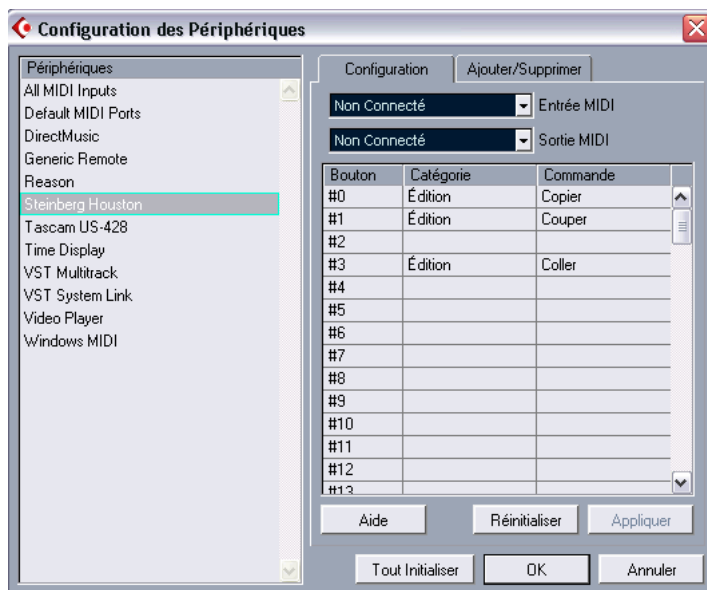 Configuration des Périphériques
Périphériques
All MIDI Inputs
Default MIDI Ports
DirectMusic
Generic Remote
Reason
Steinberg Houston
Tascam US-428
Time Display
VST Multitrack
VST System Link
Video Player
Windows MIDI
Configuration
Ajouter/Supprimer
Non Connecté Entrée MIDI
Non Connecté Sortie MIDI
Bouton Catégorie Commande
#0 Édition Copier
#1 Édition Couper
#2
#3 Édition Coller
#4
#5
#6
#7
#8
#9
#10
#11
#12
#13
Aide Réinitialiser Appliquer
Tout Initialiser OK Annuler